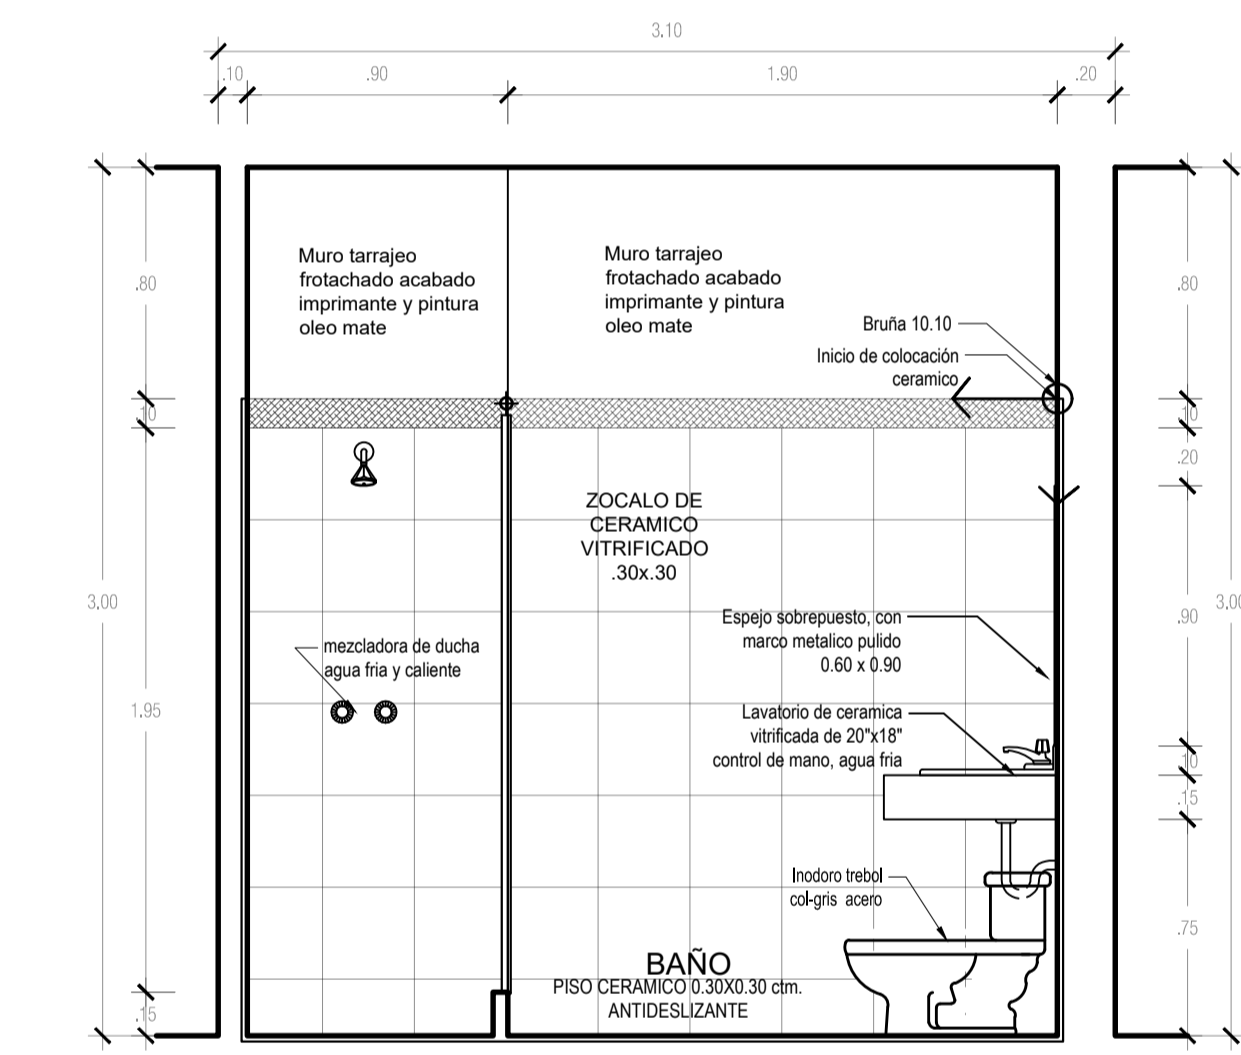 3.10
.10
.90
1.90
.20
Muro tarrajeo
frotachado acabado
imprimante y pintura
oleo mate
Muro tarrajeo
frotachado acabado
imprimante y pintura
oleo mate
.80
.80
Bruña 10.10
Inicio de colocación
ceramico
.10
.10
.20
ZOCALO DE
CERAMICO
VITRIFICADO
.30x.30
3.00
.90
3.00
Espejo sobrepuesto, con
marco metalico pulido
0.60 x 0.90
mezcladora de ducha
agua fria y caliente
1.95
Lavatorio de ceramica
vitrificada de 20"x18"
control de mano, agua fria
.10
.15
Inodoro trebol
col-gris acero
.75
BAÑO
PISO CERAMICO 0.30X0.30 ctm.
ANTIDESLIZANTE
.15